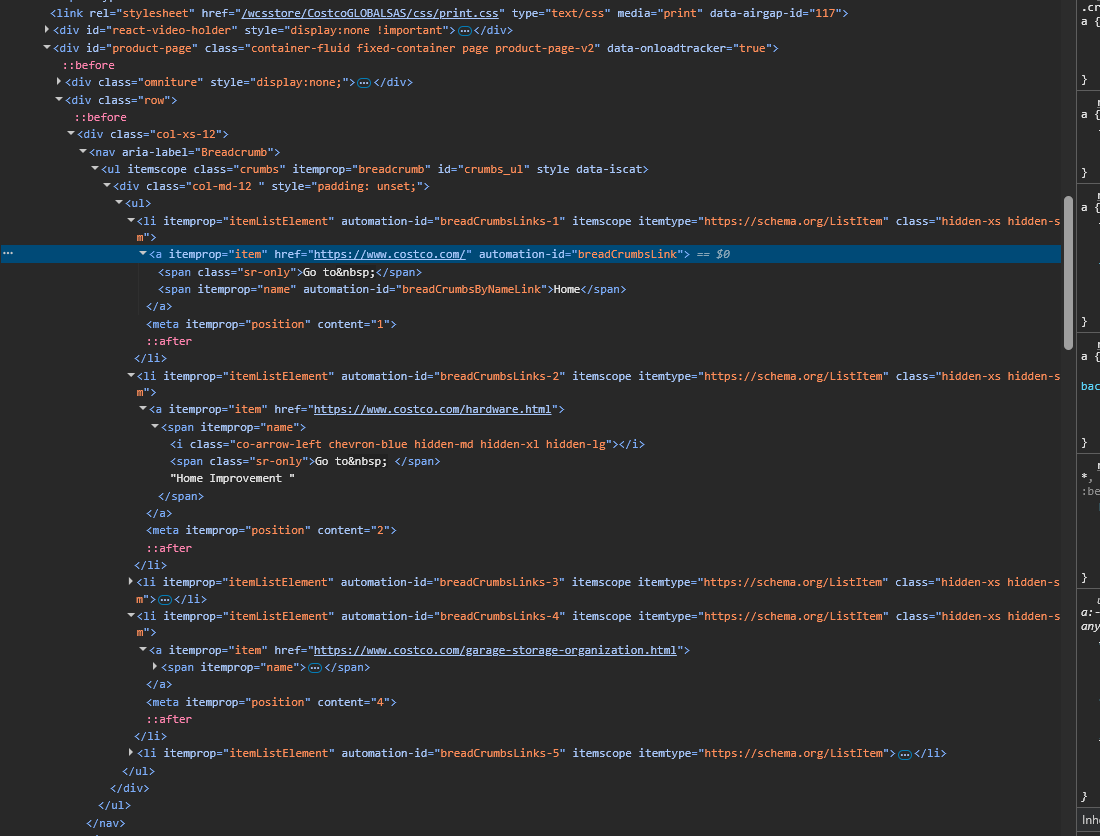 <link rel="stylesheet" href="/wcsstore/CostcoGLOBALSAS/css/print.css" type="text/css" media="print" data-airgap-id="117">
<div id="react-video-holder" style="display:none !important">…</div>
<div id="product-page" class="container-fluid fixed-container page product-page-v2" data-onloadtracker="true">
::before
<div class="omniture" style="display:none;">…</div>
<div class="row">
::before
<div class="col-xs-12">
<nav aria-label="Breadcrumb">
<ul itemscope class="crumbs" itemprop="breadcrumb" id="crumbs_ul" style data-iscat>
<div class="col-md-12 " style="padding: unset;">
<ul>
<li itemprop="itemListElement" automation-id="breadCrumbsLinks-1" itemscope itemtype="https://schema.org/ListItem" class="hidden-xs hidden-s
m">
<a itemprop="item" href="https://www.costco.com/" automation-id="breadCrumbsLink"> == $0
<span class="sr-only">Go to&nbsp;</span>
<span itemprop="name" automation-id="breadCrumbsByNameLink">Home</span>
</a>
<meta itemprop="position" content="1">
::after
</li>
<li itemprop="itemListElement" automation-id="breadCrumbsLinks-2" itemscope itemtype="https://schema.org/ListItem" class="hidden-xs hidden-s
m">
<a itemprop="item" href="https://www.costco.com/hardware.html">
<span itemprop="name">
<i class="co-arrow-left chevron-blue hidden-md hidden-xl hidden-lg"></i>
<span class="sr-only">Go to&nbsp; </span>
"Home Improvement "
</span>
</a>
<meta itemprop="position" content="2">
::after
</li>
<li itemprop="itemListElement" automation-id="breadCrumbsLinks-3" itemscope itemtype="https://schema.org/ListItem" class="hidden-xs hidden-s
m">…</li>
<li itemprop="itemListElement" automation-id="breadCrumbsLinks-4" itemscope itemtype="https://schema.org/ListItem" class="hidden-xs hidden-s
m">
<a itemprop="item" href="https://www.costco.com/garage-storage-organization.html">
<span itemprop="name">…</span>
</a>
<meta itemprop="position" content="4">
::after
</li>
<li itemprop="itemListElement" automation-id="breadCrumbsLinks-5" itemscope itemtype="https://schema.org/ListItem">…</li>
</ul>
</div>
</ul>
</nav>
a {
}
a {
}
a {
}
a {
}
*,
}
}